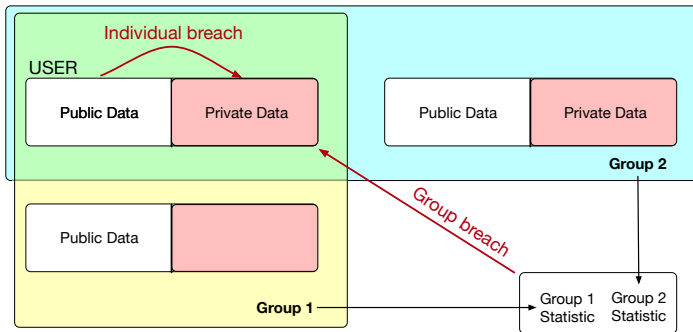 Individual breach
USER
Public Data
Private Data
Public Data
Private Data
Group 2
Group breach
Public Data
Group 1
Group 1
Statistic
Group 2
Statistic